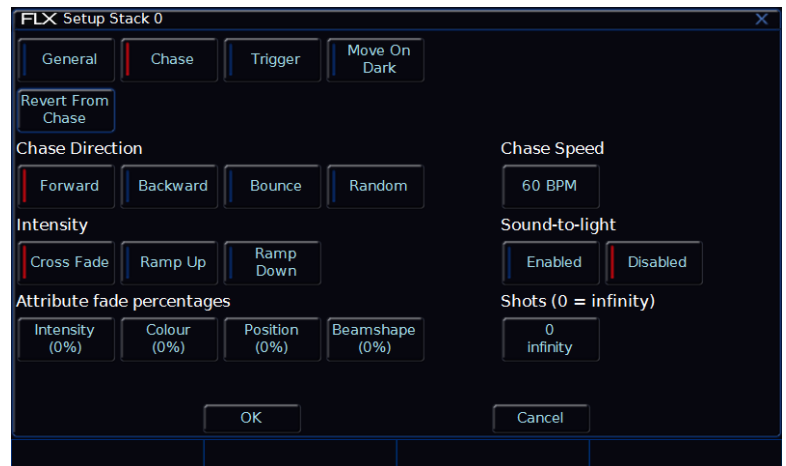 FLX Setup Stack 0
General Chase Trigger Move On
Dark
Revert From
Chase
Chase Direction Chase Speed
Forward Backward Bounce Random 60 BPM
Intensity Sound-to-light
Cross Fade Ramp Up Ramp
Down Enabled Disabled
Attribute fade percentages Shots (0 = infinity)
Intensity
(0%) Colour
(0%) Position
(0%) Beamshape
(0%) 0
infinity
OK Cancel